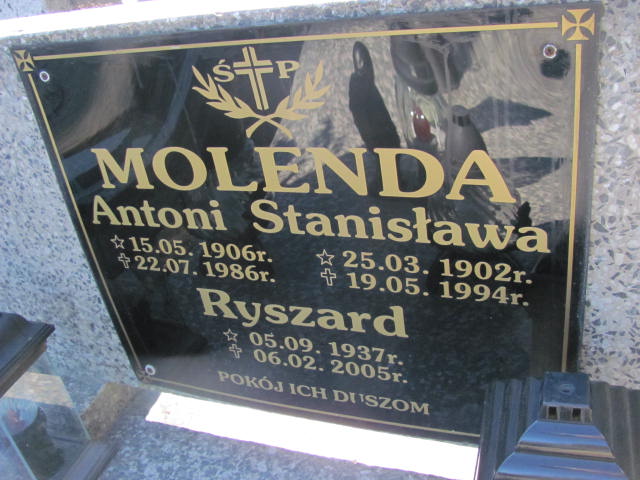 Ś P
MOLENDA
Antoni Stanisława
☆ 15.05. 1906r. ☆ 25.03. 1902r.
✝ 22.07. 1986r. ✝ 19.05. 1994r.
Ryszard
☆ 05.09. 1937r.
✝ 06.02. 2005r.
POKÓJ ICH DUSZOM